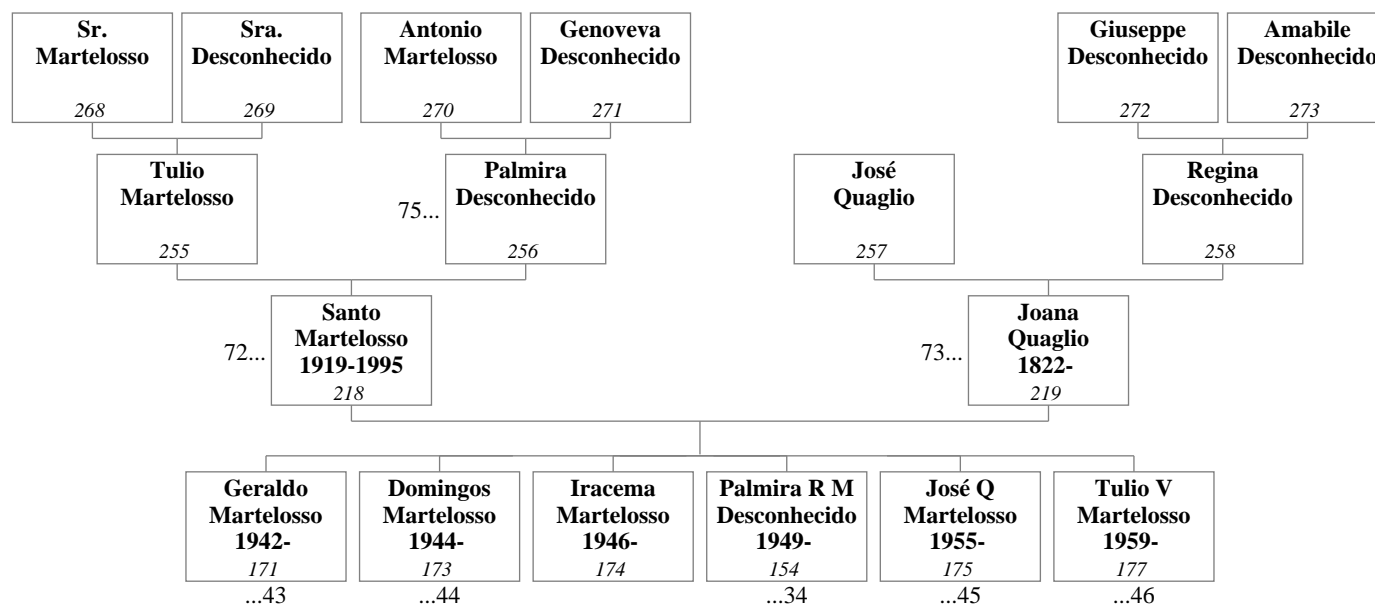 Sr.
Martelosso
268
Sra.
Desconhecido
269
Antonio
Martelosso
270
Genoveva
Desconhecido
271
Giuseppe
Desconhecido
272
Amabile
Desconhecido
273
Tulio
Martelosso
255
75...
Palmira
Desconhecido
256
José
Quaglio
257
Regina
Desconhecido
258
72...
Santo
Martelosso
1919-1995
218
73...
Joana
Quaglio
1822-
219
Geraldo
Martelosso
1942-
171
...43
Domingos
Martelosso
1944-
173
...44
Iracema
Martelosso
1946-
174
Palmira R M
Desconhecido
1949-
154
...34
José Q
Martelosso
1955-
175
...45
Tulio V
Martelosso
1959-
177
...46